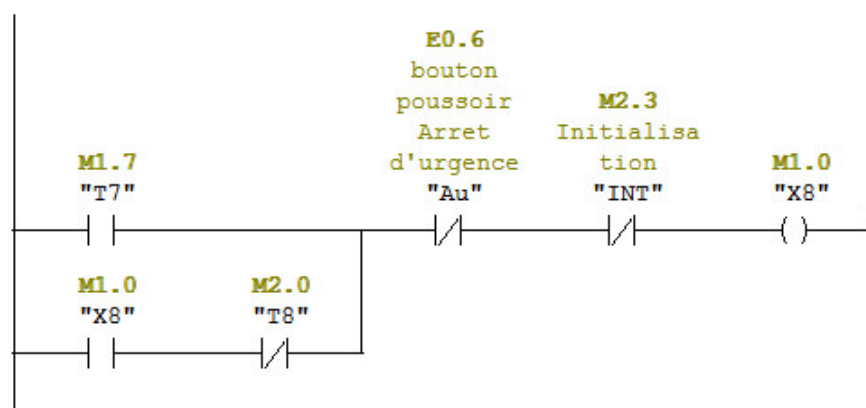 E0.6
bouton
poussoir
Arret
d'urgence
"Au"
M2.3
Initialisa
tion
"INT"
M1.7
"T7"
M1.0
"X8"
M1.0
"X8"
M2.0
"T8"